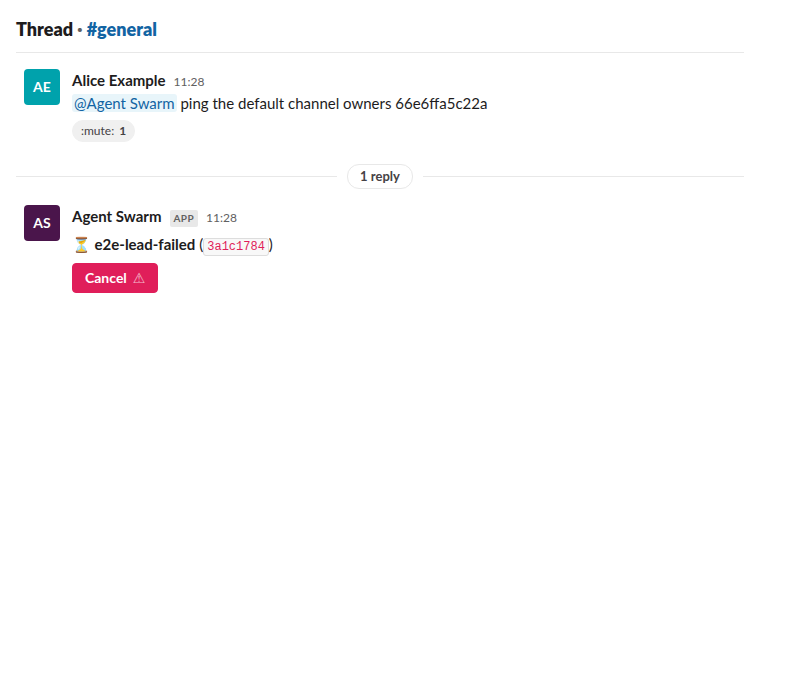 Thread • #general
AE
Alice Example 11:28
@Agent Swarm ping the default channel owners 66e6ffa5c22a
:mute: 1
1 reply
AS
Agent Swarm APP 11:28
⏳ e2e-lead-failed (3a1c1784)
Cancel ⚠